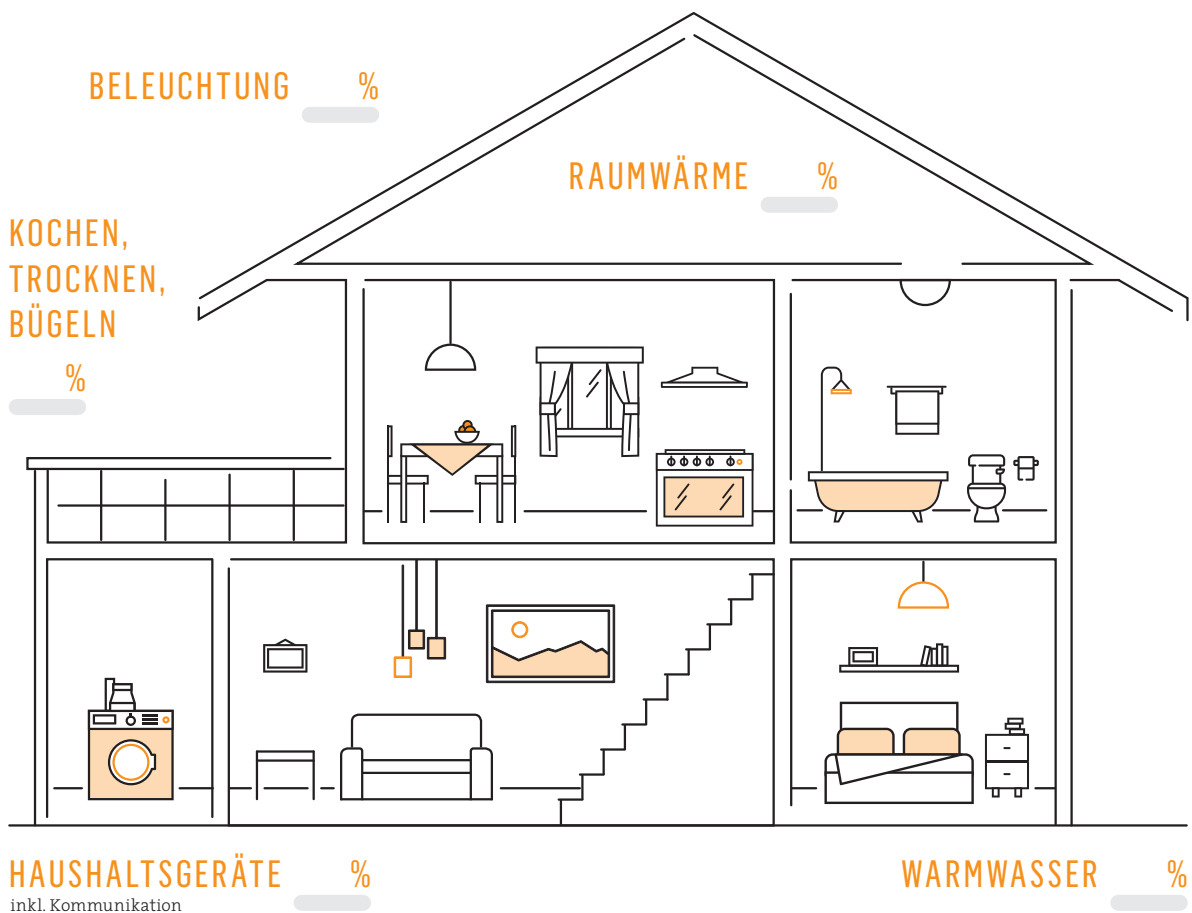 BELEUCHTUNG %
RAUMWÄRME %
KOCHEN,
TROCKNEN,
BÜGELN
%
HAUSHALTSGERÄTE %
inkl. Kommunikation
WARMWASSER %